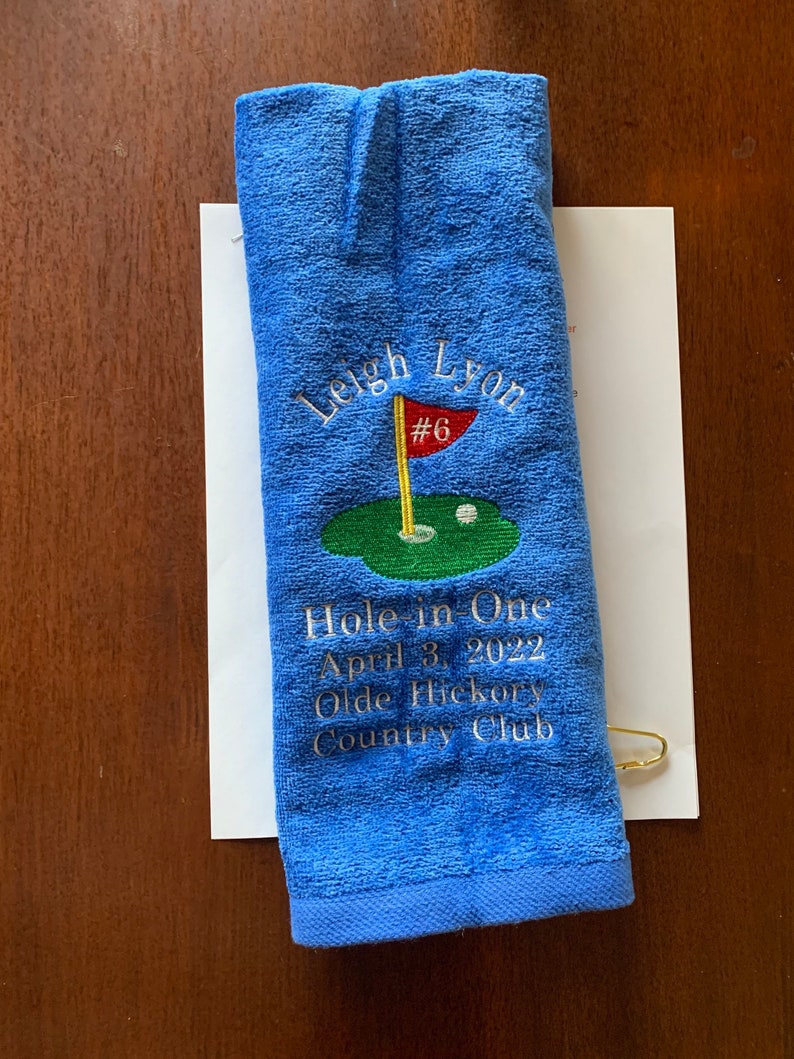 Leigh Lyon
#6
Hole-in-One
April 3, 2022
Olde Hickory
Country Club